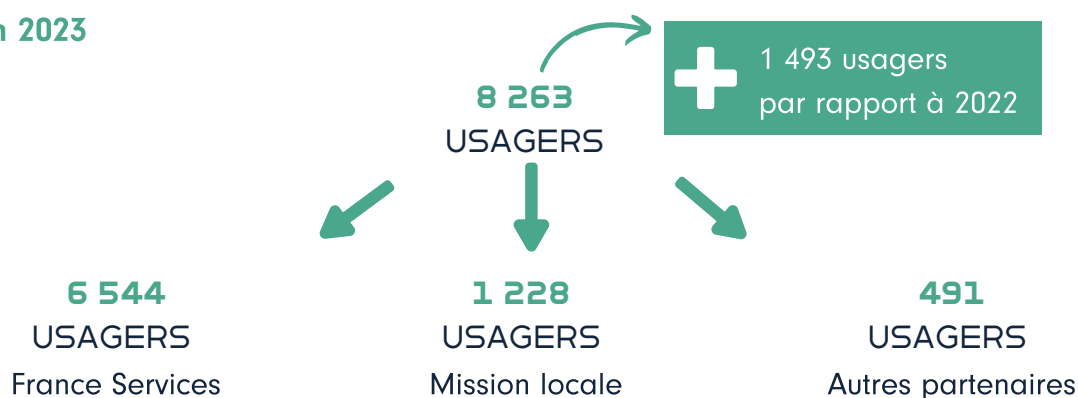 n 2023
8 263
USAGERS
1 493 usagers
par rapport à 2022
6 544
USAGERS
France Services
1 228
USAGERS
Mission locale
491
USAGERS
Autres partenaires